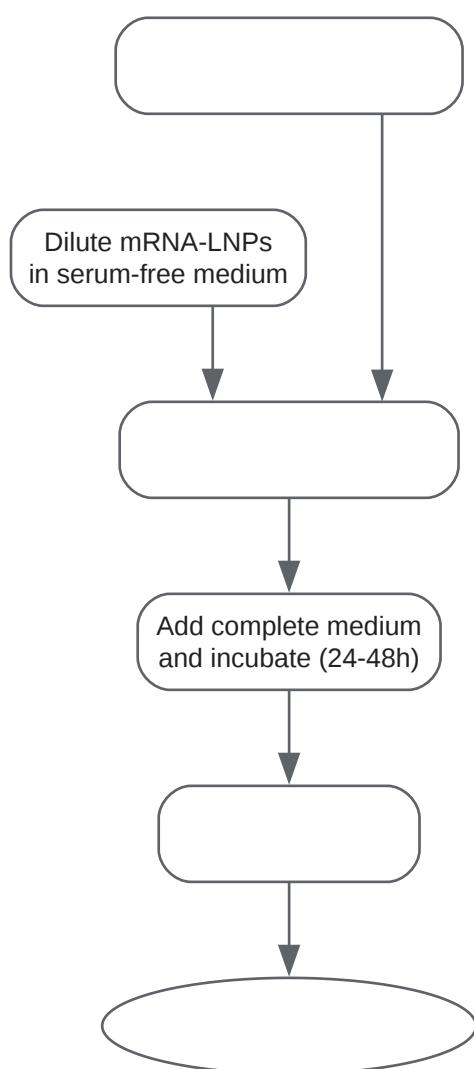 Dilute mRNA-LNPs
in serum-free medium
Add complete medium
and incubate (24-48h)